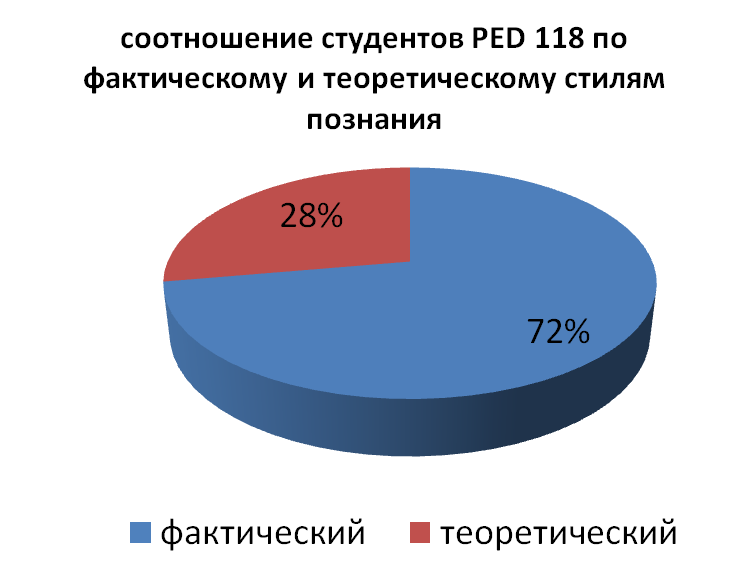 соотношение студентов PED 118 по
фактическому и теоретическому стилям
познания
28%
72%
фактический теоретический